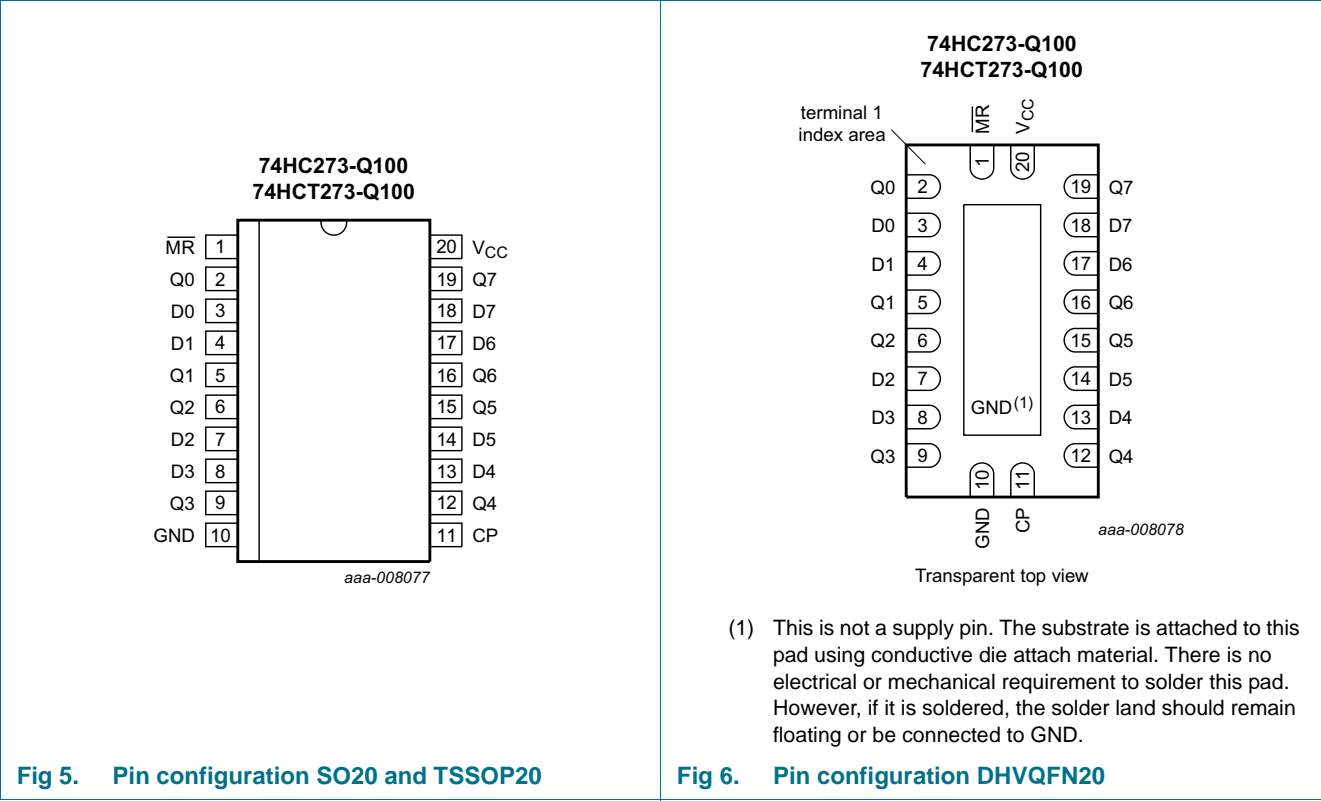 74HC273-Q100
74HCT273-Q100
MR 1
Q0 2
D0 3
D1 4
Q1 5
Q2 6
D2 7
D3 8
Q3 9
GND 10
20 VCC
19 Q7
18 D7
17 D6
16 Q6
15 Q5
14 D5
13 D4
12 Q4
11 CP
aaa-008077
Fig 5. Pin configuration SO20 and TSSOP20
74HC273-Q100
74HCT273-Q100
terminal 1
index area
MR
VCC
1
20
Q0 2
D0 3
D1 4
Q1 5
Q2 6
D2 7
D3 8
Q3 9
19 Q7
18 D7
17 D6
16 Q6
15 Q5
14 D5
13 D4
12 Q4
GND(1)
10
11
GND
CP
aaa-008078
Transparent top view
(1) This is not a supply pin. The substrate is attached to this
pad using conductive die attach material. There is no
electrical or mechanical requirement to solder this pad.
However, if it is soldered, the solder land should remain
floating or be connected to GND.
Fig 6. Pin configuration DHVQFN20